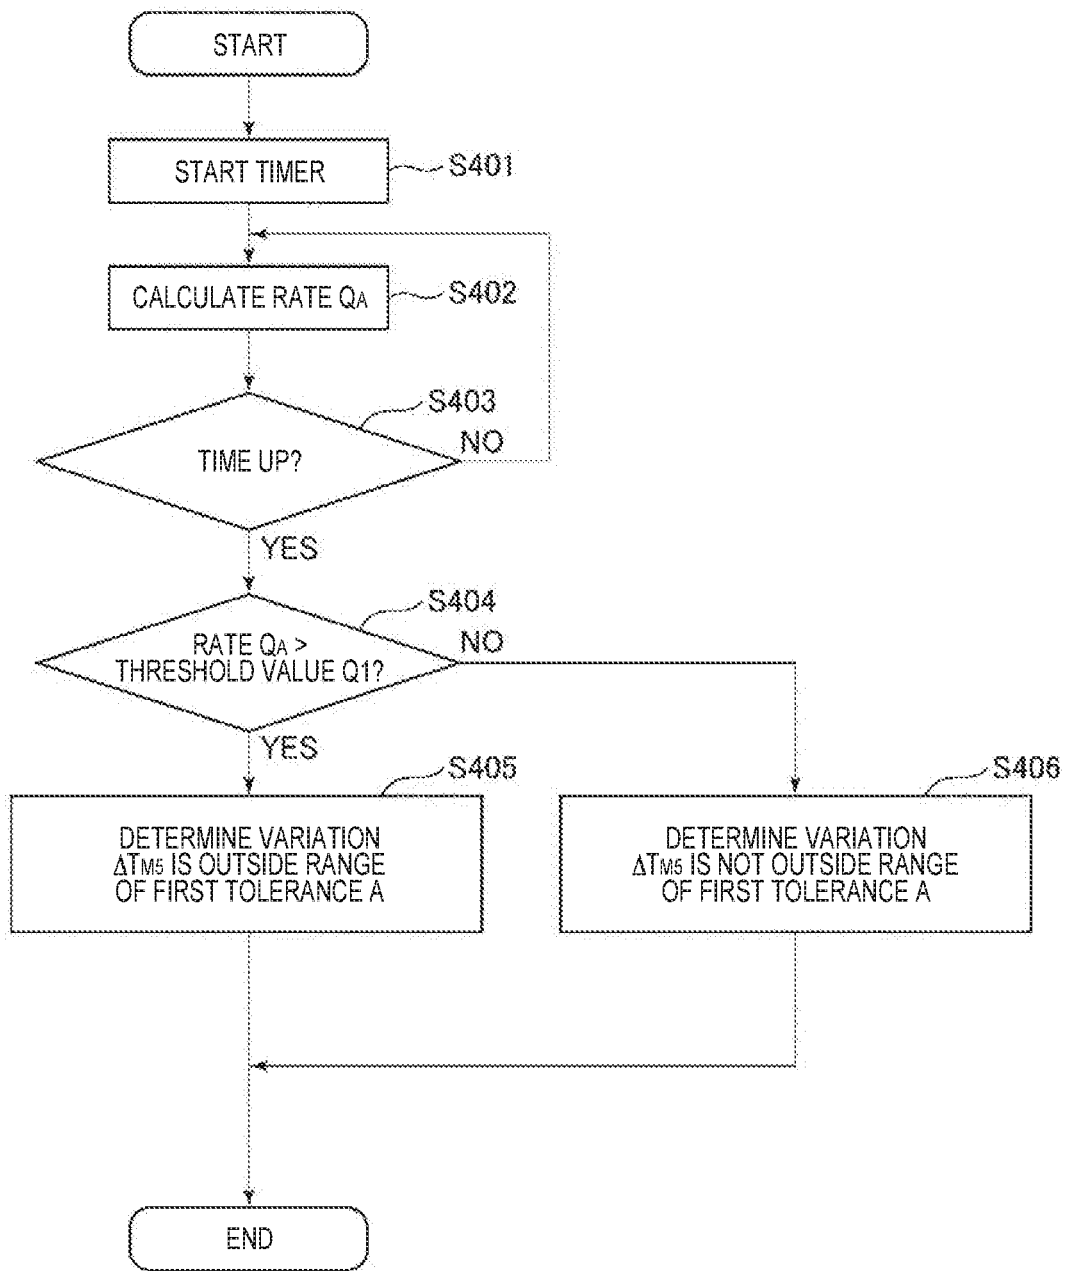 START
START TIMER
S401
CALCULATE RATE QA
S402
S403
TIME UP?
NO
YES
S404
RATE QA >
THRESHOLD VALUE Q1?
NO
YES
S405
DETERMINE VARIATION
ΔTM5 IS OUTSIDE RANGE
OF FIRST TOLERANCE A
S406
DETERMINE VARIATION
ΔTM5 IS NOT OUTSIDE RANGE
OF FIRST TOLERANCE A
END